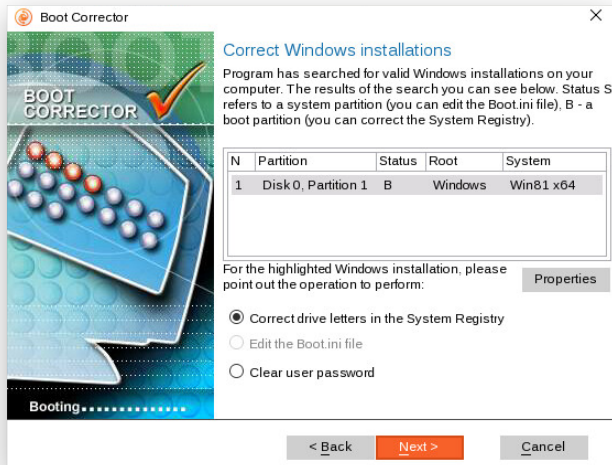 Boot Corrector
BOOT
CORRECTOR
Correct Windows installations
Program has searched for valid Windows installations on your
computer. The results of the search you can see below. Status S
refers to a system partition (you can edit the Boot.ini file), B - a
boot partition (you can correct the System Registry).
N Partition Status Root System
1 Disk 0, Partition 1 B Windows Win81 x64
For the highlighted Windows installation, please
point out the operation to perform:
Properties
Correct drive letters in the System Registry
Edit the Boot.ini file
Clear user password
Booting..............
< Back Next > Cancel